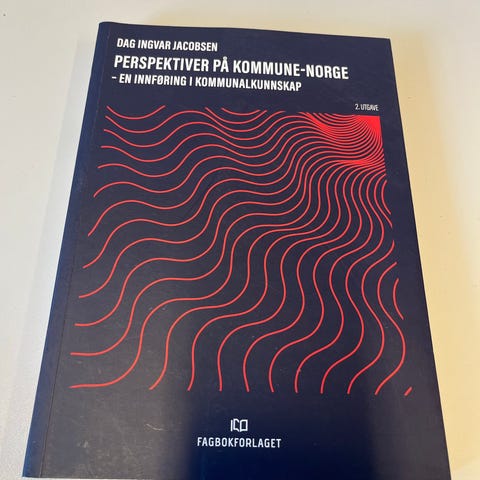 DAG INGVAR JACOBSEN
PERSPEKTIVER PÅ KOMMUNE-NORGE
- EN INNFØRING I KOMMUNALKUNNSKAP
2. UTGAVE
FAGBOKFORLAGET